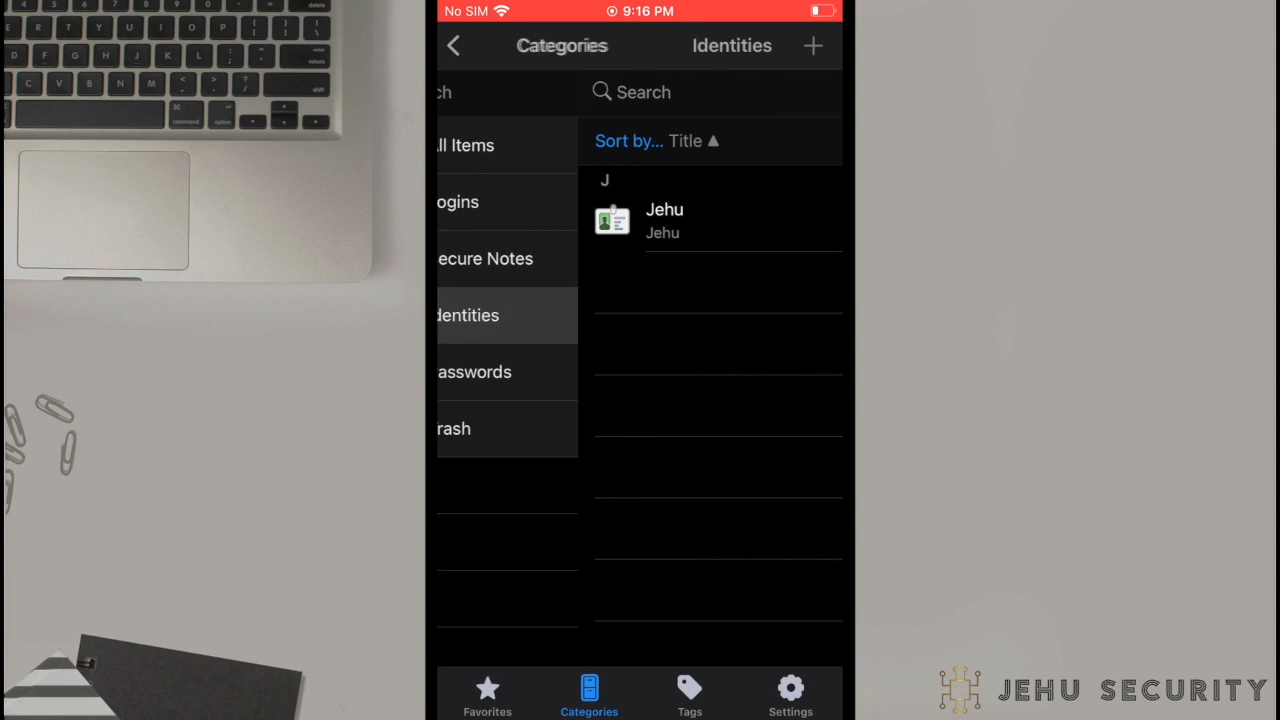 No SIM
9:16 PM
Categories
Identities
ch
Search
ll Items
Sort by... Title ▲
J
ogins
Jehu
Jehu
ecure Notes
dentities
asswords
rash
Favorites
Categories
Tags
Settings
JEHU SECURITY